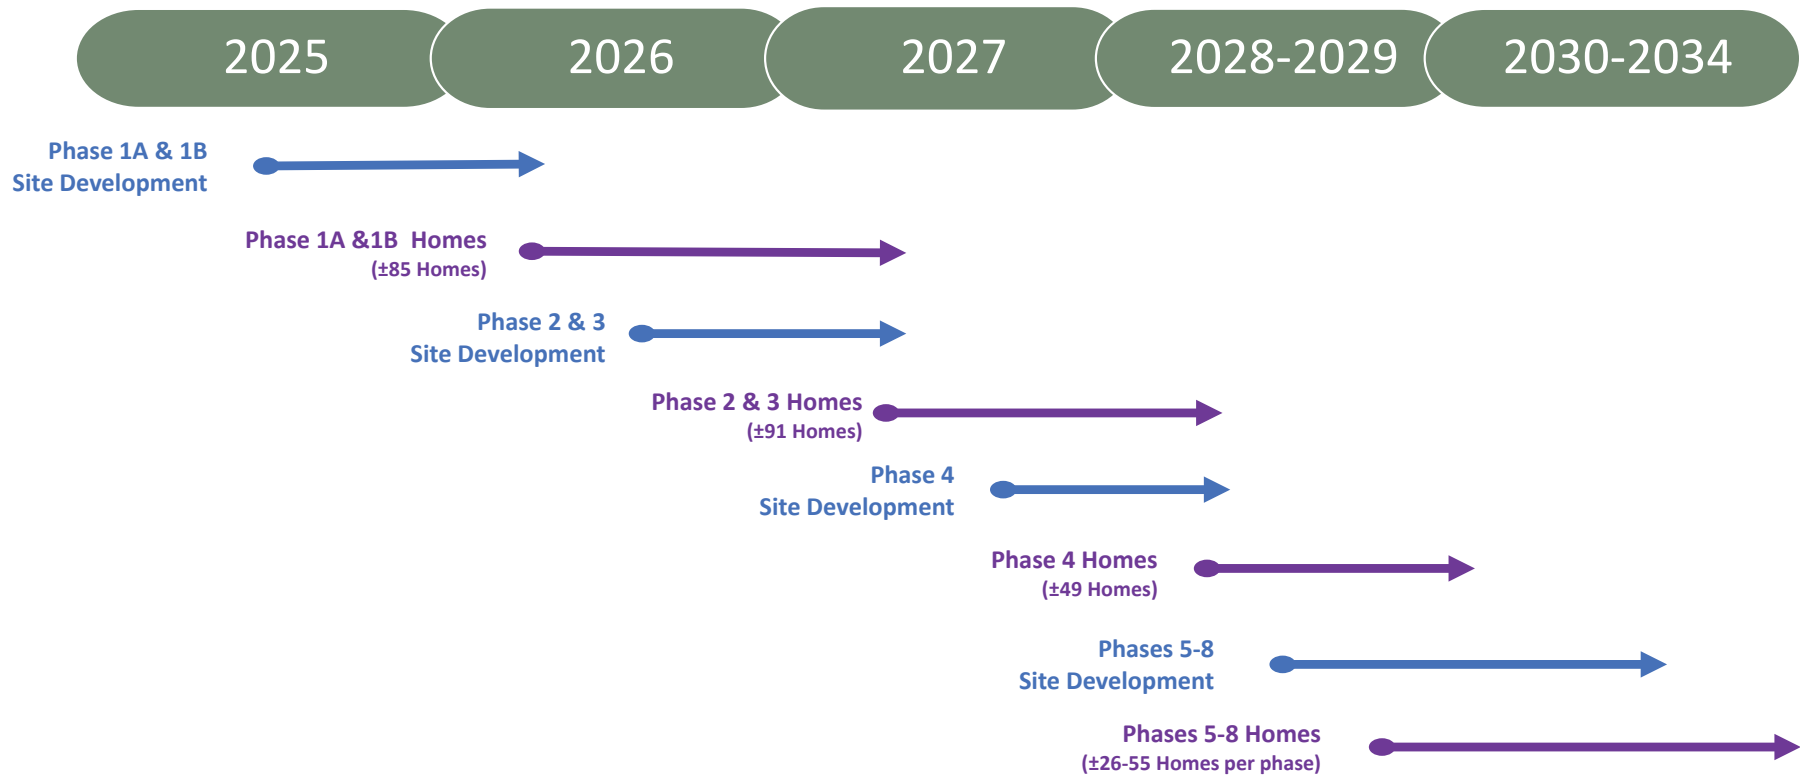 2025
2026
2027
2028-2029
2030-2034
Phase 1A & 1B
Site Development
Phase 1A &1B  Homes
(±85 Homes)
Phase 2 & 3
Site Development
Phase 2 & 3 Homes
(±91 Homes)
Phase 4
Site Development
Phase 4 Homes
(±49 Homes)
Phases 5-8
Site Development
Phases 5-8 Homes
(±26-55 Homes per phase)